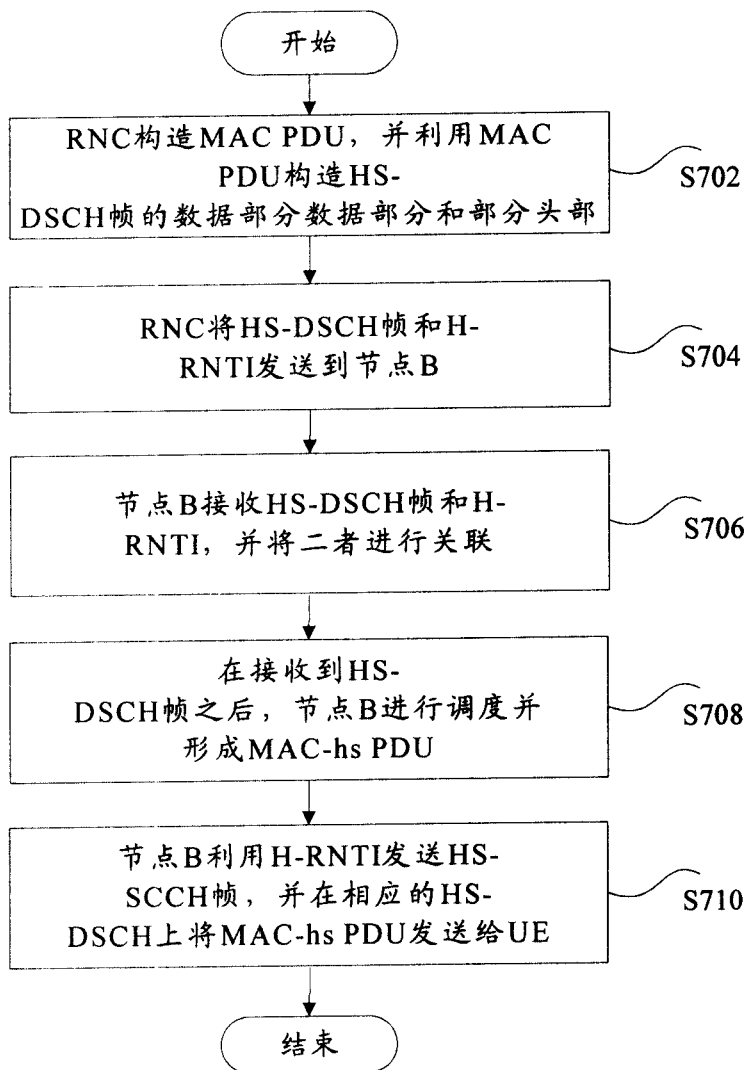 开始
RNC构造MAC PDU，并利用MAC
PDU构造HS-
DSCH帧的数据部分数据部分和部分头部
S702
RNC将HS-DSCH帧和H-
RNTI发送到节点B
S704
节点B接收HS-DSCH帧和H-
RNTI，并将二者进行关联
S706
在接收到HS-
DSCH帧之后，节点B进行调度并
形成MAC-hs PDU
S708
节点B利用H-RNTI发送HS-
SCCH帧，并在相应的HS-
DSCH上将MAC-hs PDU发送给UE
S710
结束